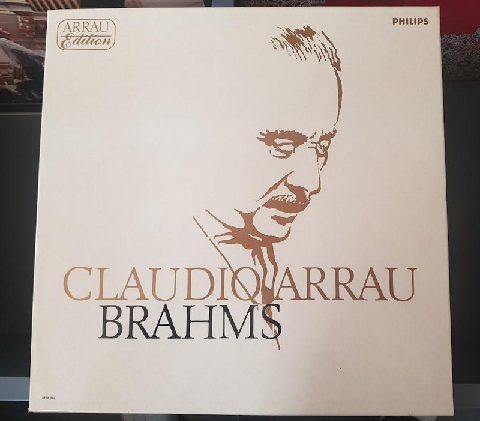 ARRAU
Edition
PHILIPS
CLAUDIO ARRAU
BRAHMS